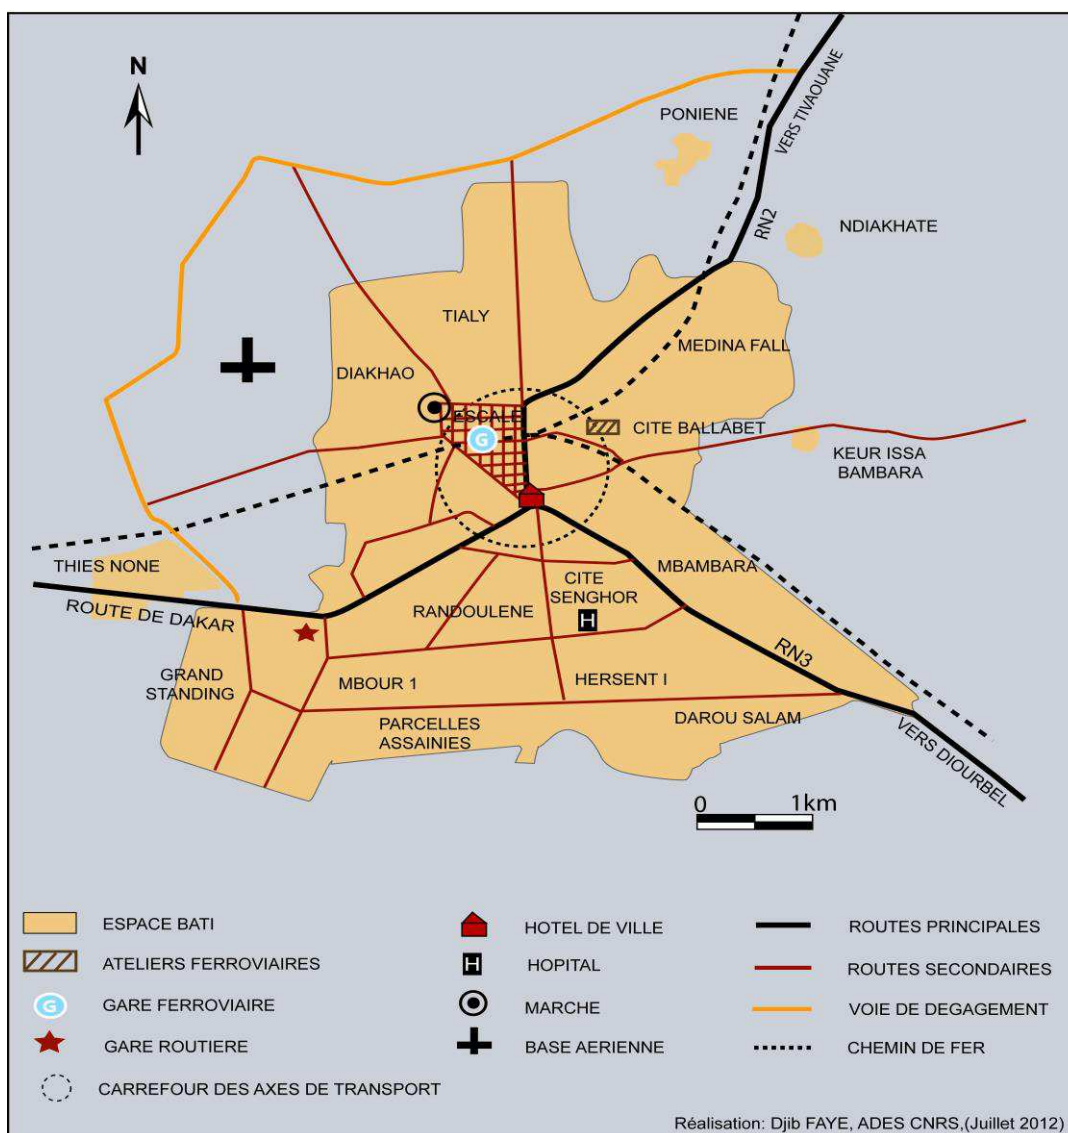 N
PONIENE
VERS TIVAOUANE
RN2
NDIAKHATE
TIALY
MEDINA FALL
DIAKHAO
ESCALE
G
CITE BALLABET
KEUR ISSA
BAMBARA
THIES NONE
MBAMBARA
CITE
SENGHOR
ROUTE DE DAKAR
RANDOULENE
H
RN3
GRAND
STANDING
MBOUR 1
HERSENT I
PARCELLES
ASSAINIES
DAROU SALAM
VERS DIOURBEL
0 1km
ESPACE BATI
HOTEL DE VILLE
ROUTES PRINCIPALES
ATELIERS FERROVIAIRES
H
HOPITAL
ROUTES SECONDAIRES
G
GARE FERROVIAIRE
MARCHE
VOIE DE DEGAGEMENT
GARE ROUTIERE
BASE AERIENNE
CHEMIN DE FER
CARREFOUR DES AXES DE TRANSPORT
Réalisation: Djib FAYE, ADES CNRS,(Juillet 2012)